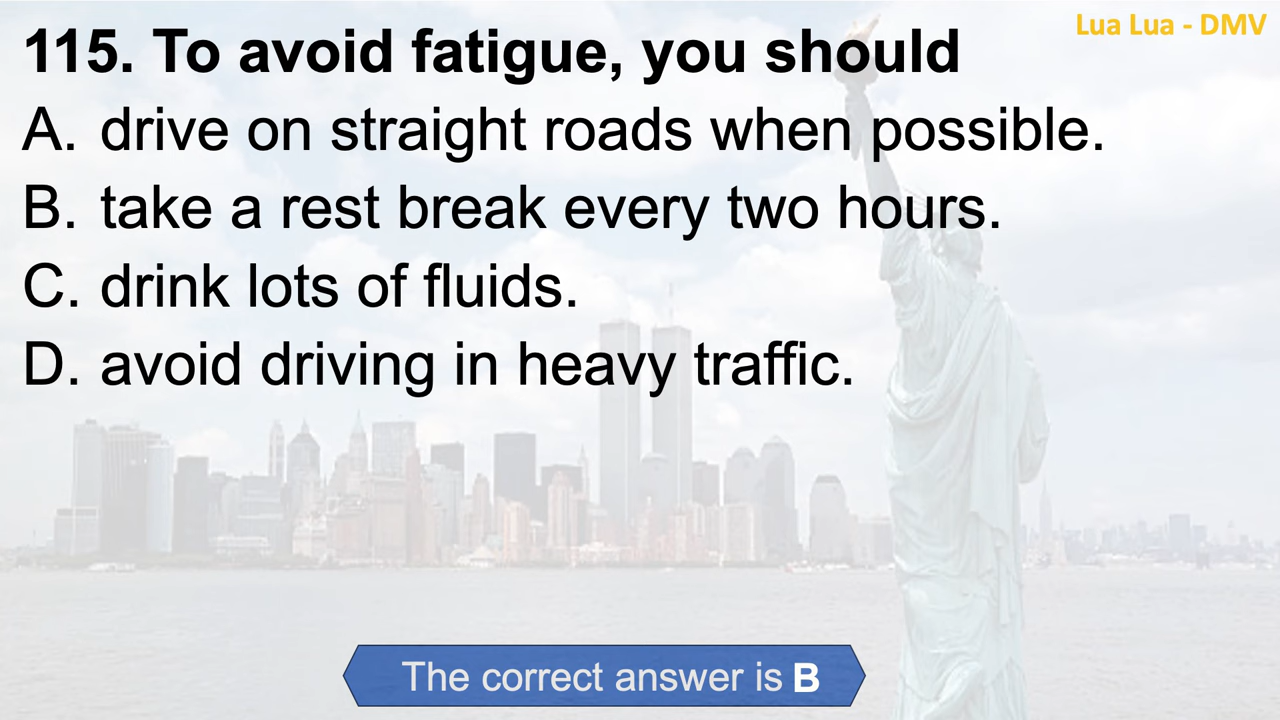 Lua Lua - DMV
115. To avoid fatigue, you should
A. drive on straight roads when possible.
B. take a rest break every two hours.
C. drink lots of fluids.
D. avoid driving in heavy traffic.
The correct answer is B